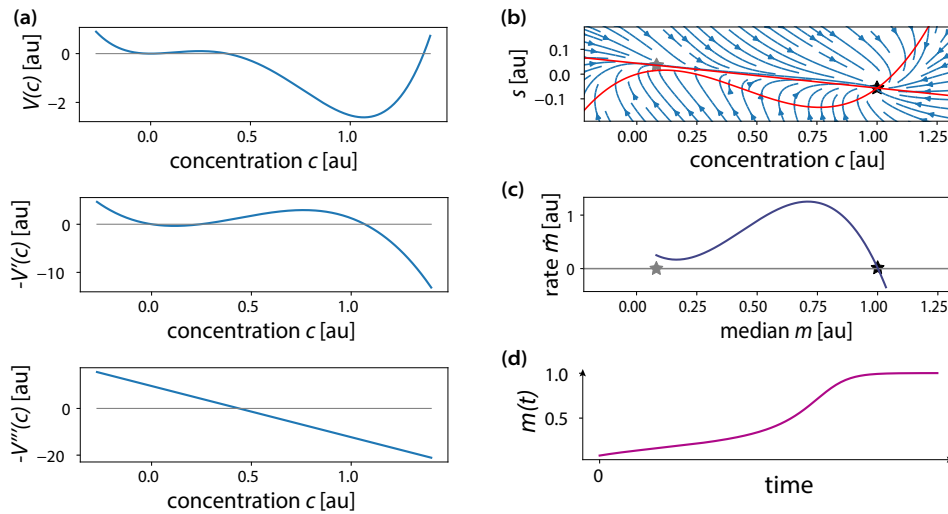 (a)
V(c) [au]
0
−2
0.0
0.5
1.0
concentration c [au]
-V'(c) [au]
0
−10
0.0
0.5
1.0
concentration c [au]
-V'''(c) [au]
0
−20
0.0
0.5
1.0
concentration c [au]
(b)
s [au]
0.1
0.0
−0.1
0.00
0.25
0.50
0.75
1.00
1.25
concentration c [au]
(c)
rate ṁ [au]
1
0
0.00
0.25
0.50
0.75
1.00
1.25
median m [au]
(d)
m(t)
1.0
0.5
0
time